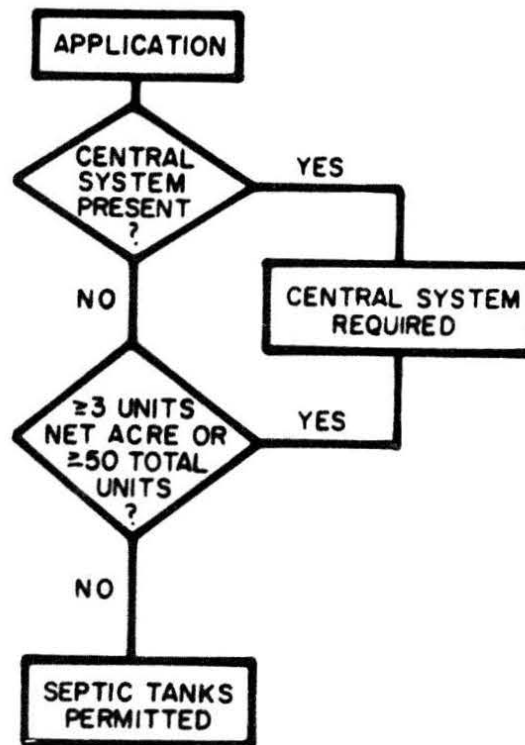 APPLICATION
CENTRAL
SYSTEM
PRESENT
?
YES
NO
CENTRAL SYSTEM
REQUIRED
≥3 UNITS
NET ACRE OR
≥50 TOTAL
UNITS
?
YES
NO
SEPTIC TANKS
PERMITTED